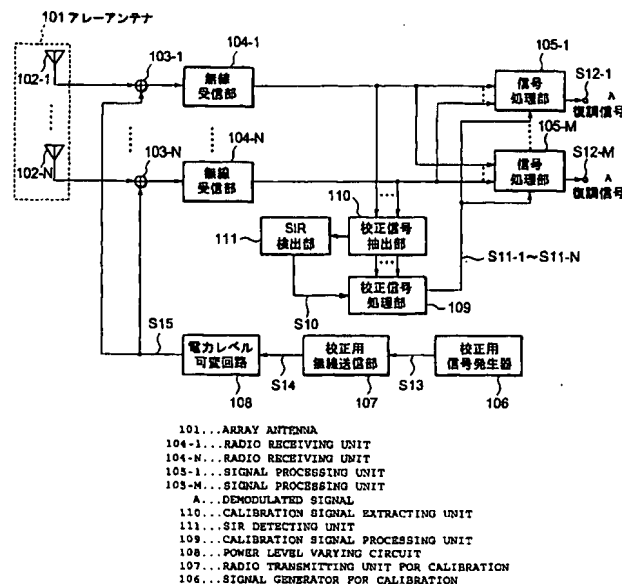 101 アレーアンテナ
102-1
103-1
104-1
無線
受信部
105-1
信号
処理部
S12-1
A
復調信号
102-N
103-N
104-N
無線
受信部
105-M
信号
処理部
S12-M
A
復調信号
110
111
SIR
検出部
校正信号
抽出部
S11-1~S11-N
校正信号
処理部
109
S10
S15
電力レベル
可変回路
108
S14
校正用
無線送信部
107
S13
校正用
信号発生器
106
101...ARRAY ANTENNA
104-1...RADIO RECEIVING UNIT
104-N...RADIO RECEIVING UNIT
105-1...SIGNAL PROCESSING UNIT
105-M...SIGNAL PROCESSING UNIT
A...DEMODULATED SIGNAL
110...CALIBRATION SIGNAL EXTRACTING UNIT
111...SIR DETECTING UNIT
109...CALIBRATION SIGNAL PROCESSING UNIT
108...POWER LEVEL VARYING CIRCUIT
107...RADIO TRANSMITTING UNIT FOR CALIBRATION
106...SIGNAL GENERATOR FOR CALIBRATION